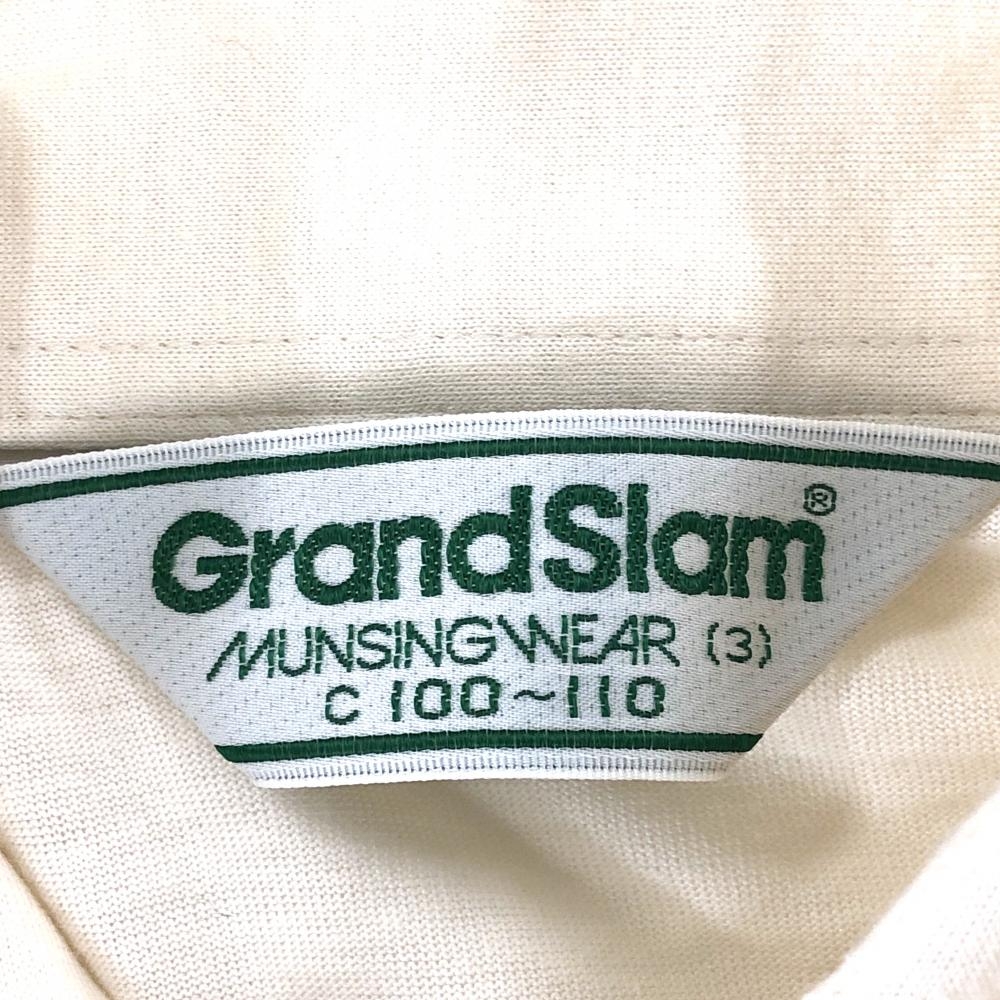 GrandSlam®
MUNSINGWEAR (3)
C 100~110